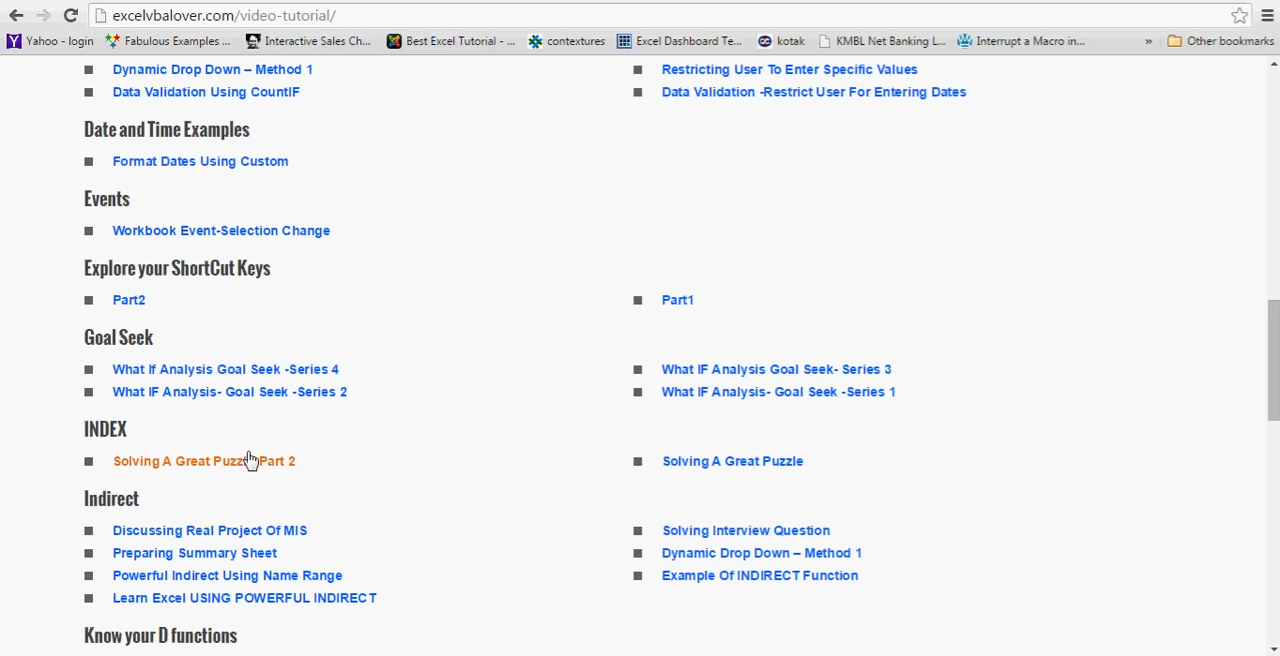 excelvbalover.com/video-tutorial/
Yahoo - login Fabulous Examples ... Interactive Sales Ch... Best Excel Tutorial - ... contextures Excel Dashboard Te... kotak KMBL Net Banking L... Interrupt a Macro in... » Other bookmarks
Dynamic Drop Down – Method 1 Restricting User To Enter Specific Values
Data Validation Using CountIF Data Validation -Restrict User For Entering Dates
Date and Time Examples
Format Dates Using Custom
Events
Workbook Event-Selection Change
Explore your ShortCut Keys
Part2 Part1
Goal Seek
What If Analysis Goal Seek -Series 4 What IF Analysis Goal Seek- Series 3
What IF Analysis- Goal Seek -Series 2 What IF Analysis- Goal Seek -Series 1
INDEX
Solving A Great Puzz Part 2 Solving A Great Puzzle
Indirect
Discussing Real Project Of MIS Solving Interview Question
Preparing Summary Sheet Dynamic Drop Down – Method 1
Powerful Indirect Using Name Range Example Of INDIRECT Function
Learn Excel USING POWERFUL INDIRECT
Know your D functions